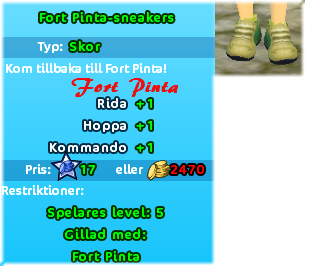 Fort Pinta-sneakers
Typ: Skor
Kom tillbaka till Fort Pinta!
Fort Pinta
Rida +1
Hoppa +1
Kommando +1
Pris: 17 eller 2470
Restriktioner:
Spelares level: 5
Gillad med:
Fort Pinta